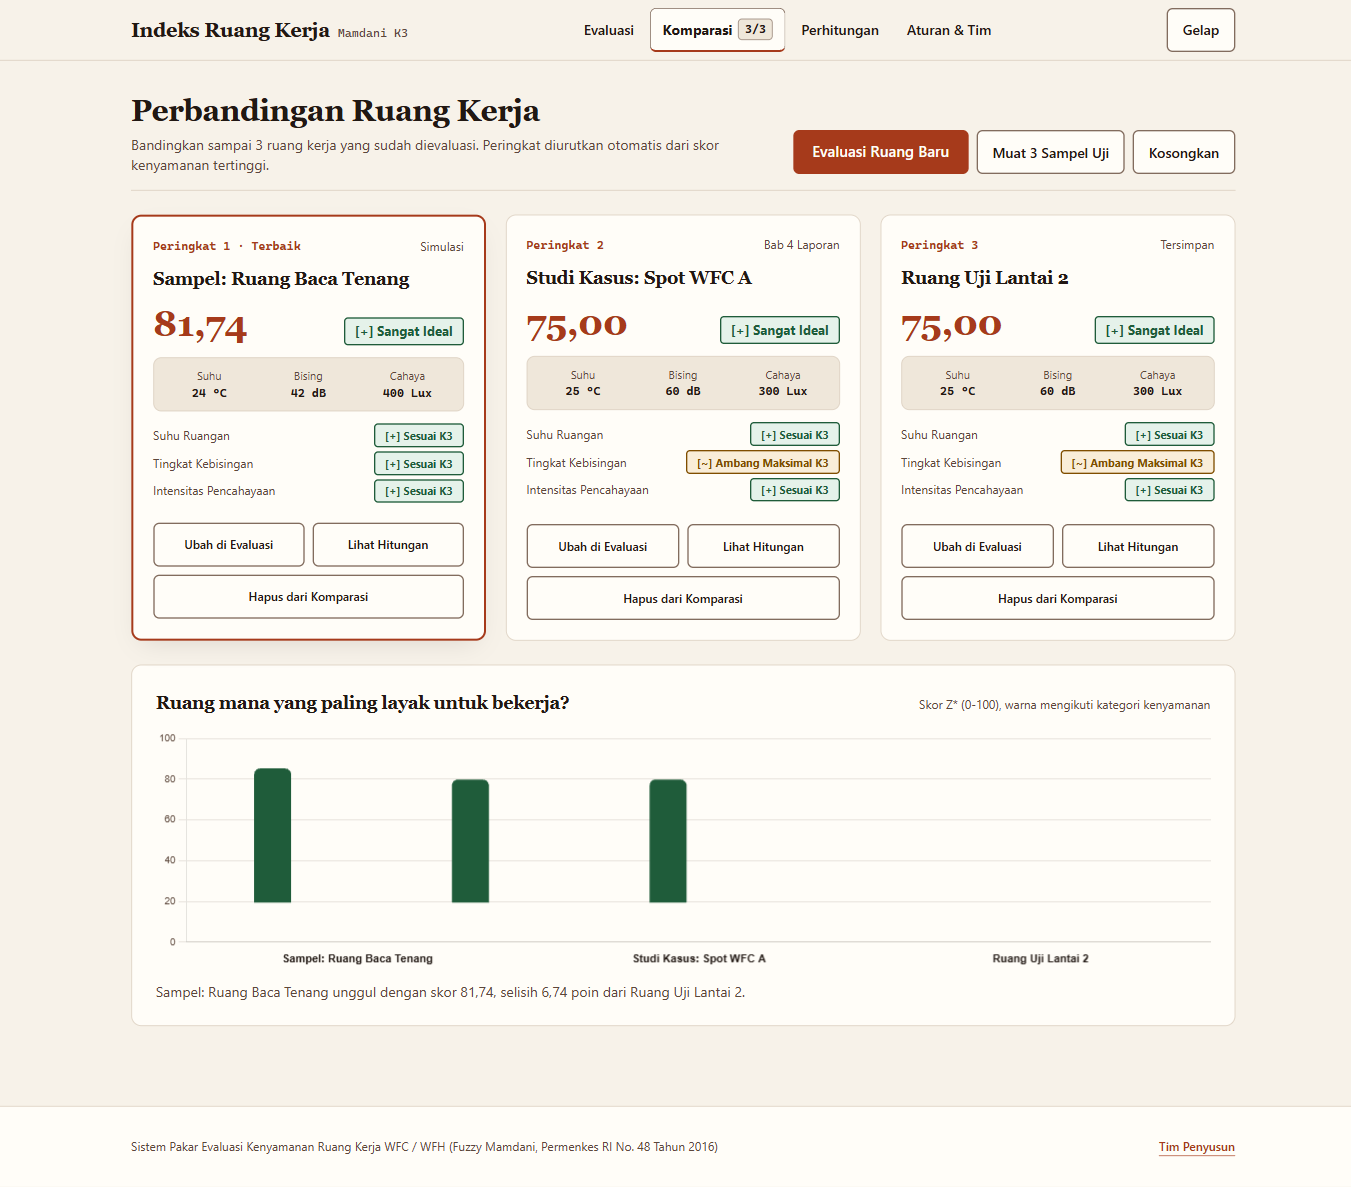 Indeks Ruang Kerja Mamdani K3
Evaluasi
Komparasi 3/3
Perhitungan
Aturan & Tim
Gelap
Perbandingan Ruang Kerja
Bandingkan sampai 3 ruang kerja yang sudah dievaluasi. Peringkat diurutkan otomatis dari skor
kenyamanan tertinggi.
Evaluasi Ruang Baru
Muat 3 Sampel Uji
Kosongkan
Peringkat 1 · Terbaik
Simulasi
Sampel: Ruang Baca Tenang
81,74
[+] Sangat Ideal
Suhu
Bising
Cahaya
24 °C
42 dB
400 Lux
Suhu Ruangan
[+] Sesuai K3
Tingkat Kebisingan
[+] Sesuai K3
Intensitas Pencahayaan
[+] Sesuai K3
Ubah di Evaluasi
Lihat Hitungan
Hapus dari Komparasi
Peringkat 2
Bab 4 Laporan
Studi Kasus: Spot WFC A
75,00
[+] Sangat Ideal
Suhu
Bising
Cahaya
25 °C
60 dB
300 Lux
Suhu Ruangan
[+] Sesuai K3
Tingkat Kebisingan
[~] Ambang Maksimal K3
Intensitas Pencahayaan
[+] Sesuai K3
Ubah di Evaluasi
Lihat Hitungan
Hapus dari Komparasi
Peringkat 3
Tersimpan
Ruang Uji Lantai 2
75,00
[+] Sangat Ideal
Suhu
Bising
Cahaya
25 °C
60 dB
300 Lux
Suhu Ruangan
[+] Sesuai K3
Tingkat Kebisingan
[~] Ambang Maksimal K3
Intensitas Pencahayaan
[+] Sesuai K3
Ubah di Evaluasi
Lihat Hitungan
Hapus dari Komparasi
Ruang mana yang paling layak untuk bekerja?
Skor Z* (0-100), warna mengikuti kategori kenyamanan
100
80
60
40
20
0
Sampel: Ruang Baca Tenang
Studi Kasus: Spot WFC A
Ruang Uji Lantai 2
Sampel: Ruang Baca Tenang unggul dengan skor 81,74, selisih 6,74 poin dari Ruang Uji Lantai 2.
Sistem Pakar Evaluasi Kenyamanan Ruang Kerja WFC / WFH (Fuzzy Mamdani, Permenkes RI No. 48 Tahun 2016)
Tim Penyusun